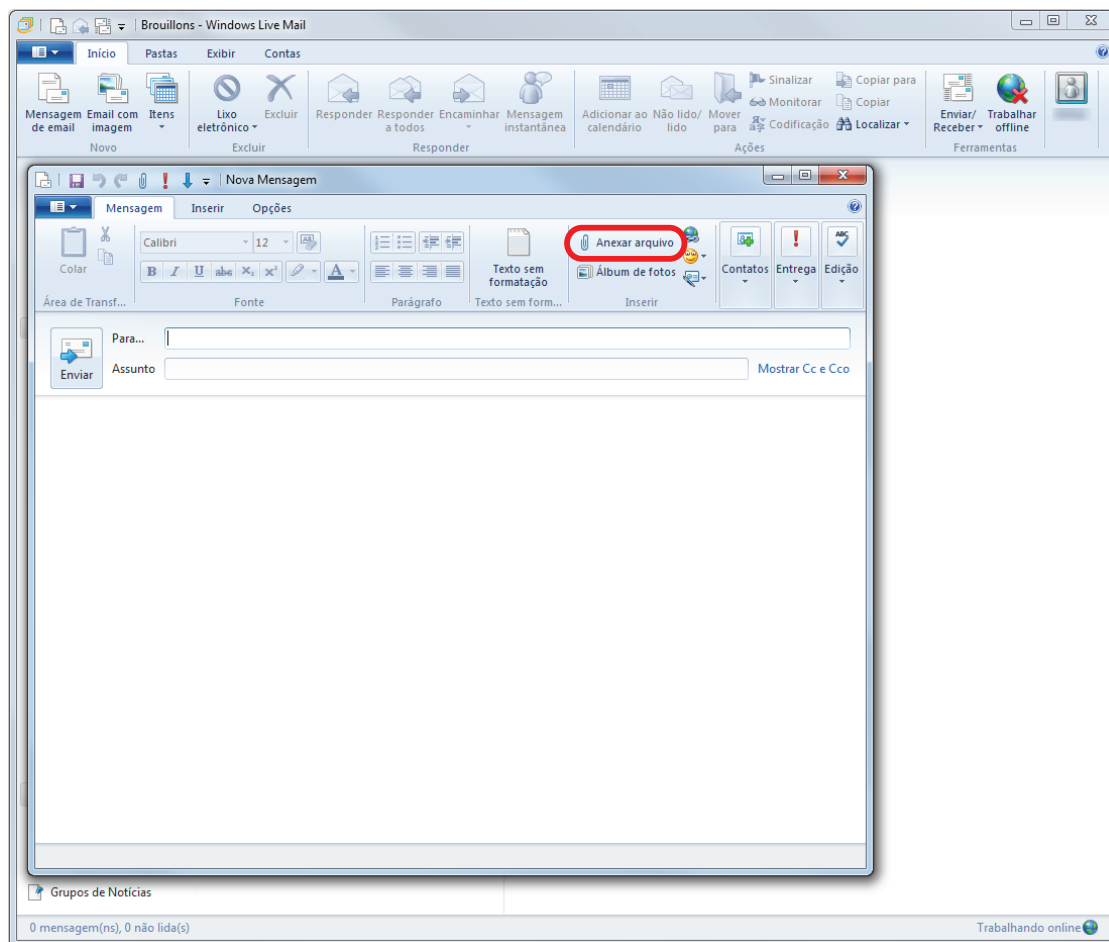 Brouillons - Windows Live Mail
Início Pastas Exibir Contas
Mensagem de email
Email com imagem
Itens
Lixo eletrônico
Excluir
Responder
Responder a todos
Encaminhar
Mensagem instantânea
Adicionar ao calendário
Não lido/ lido
Mover para
Sinalizar
Monitorar
Codificação
Copiar para
Copiar
Localizar
Enviar/ Receber
Trabalhar offline
Novo Excluir Responder Ações Ferramentas
Nova Mensagem
Mensagem Inserir Opções
Colar
Calibri 12
B I U abc X₂ X² A
Texto sem formatação
Anexar arquivo
Álbum de fotos
Contatos
Entrega
ABC
Edição
Área de Transf... Fonte Parágrafo Texto sem form... Inserir
Enviar
Para...
Assunto
Mostrar Cc e Cco
Grupos de Notícias
0 mensagem(ns), 0 não lida(s)
Trabalhando online